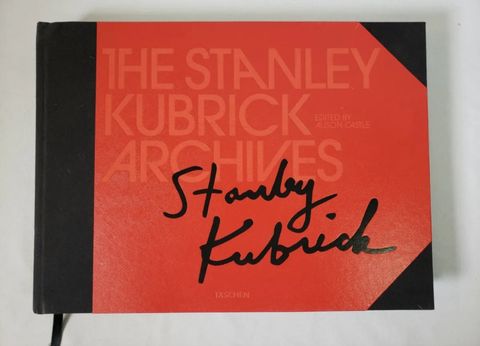 THE STANLEY
KUBRICK
ARCHIVES
EDITED BY
ALISON CASTLE
Stanley
Kubrick
TASCHEN